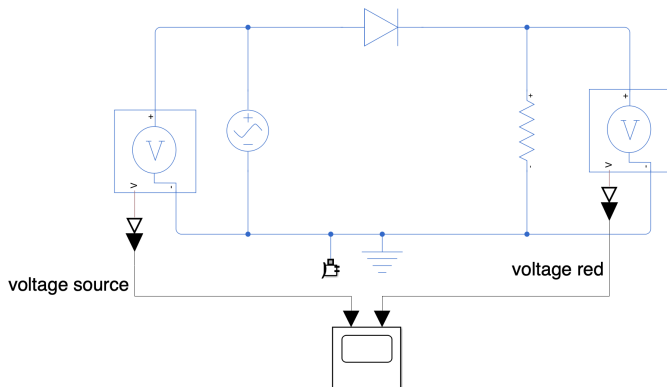 +
+
+
+
V
V
−
-
V
-
V
-
voltage source
voltage red